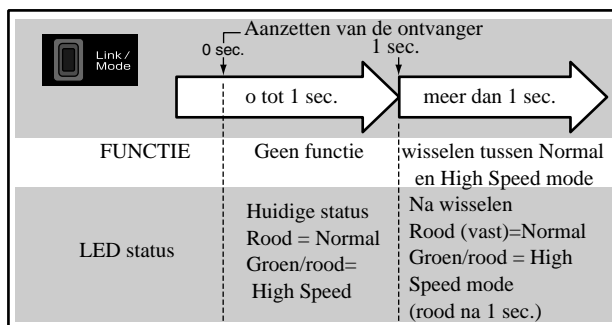 Aanzetten van de ontvanger
0 sec.
1 sec.
Link/
Mode
o tot 1 sec.
meer dan 1 sec.
FUNCTIE
Geen functie
wisselen tussen Normal
en High Speed mode
LED status
Huidige status
Rood = Normal
Groen/rood=
High Speed
Na wisselen
Rood (vast)=Normal
Groen/rood = High
Speed mode
(rood na 1 sec.)